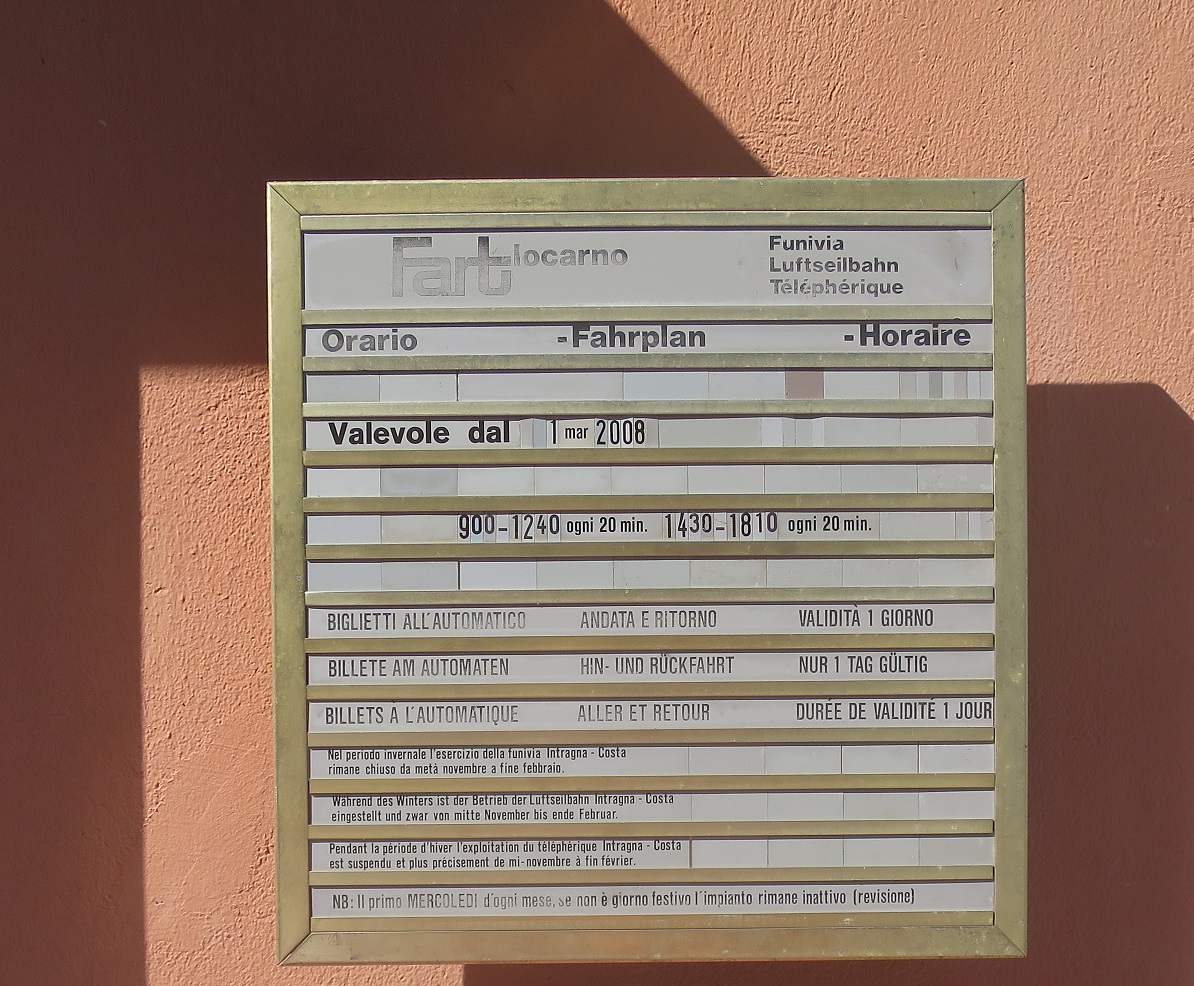 Fart locarno
Funivia
Luftseilbahn
Téléphérique
Orario -Fahrplan -Horaire
Valevole dal 1 mar 2008
900-1240 ogni 20 min. 1430-1810 ogni 20 min.
BIGLIETTI ALL'AUTOMATICO ANDATA E RITORNO VALIDITÀ 1 GIORNO
BILLETE AM AUTOMATEN HIN- UND RÜCKFAHRT NUR 1 TAG GÜLTIG
BILLETS À L'AUTOMATIQUE ALLER ET RETOUR DURÉE DE VALIDITÉ 1 JOUR
Nel periodo invernale l'esercizio della funivia Intragna - Costa
rimane chiuso da metà novembre a fine febbraio.
Während des Winters ist der Betrieb der Luftseilbahn Intragna - Costa
eingestellt und zwar von mitte November bis ende Februar.
Pendant la période d'hiver l'exploitation du téléphérique Intragna - Costa
est suspendu et plus précisement de mi-novembre à fin février.
NB: Il primo MERCOLEDI d'ogni mese, se non è giorno festivo l'impianto rimane inattivo (revisione)